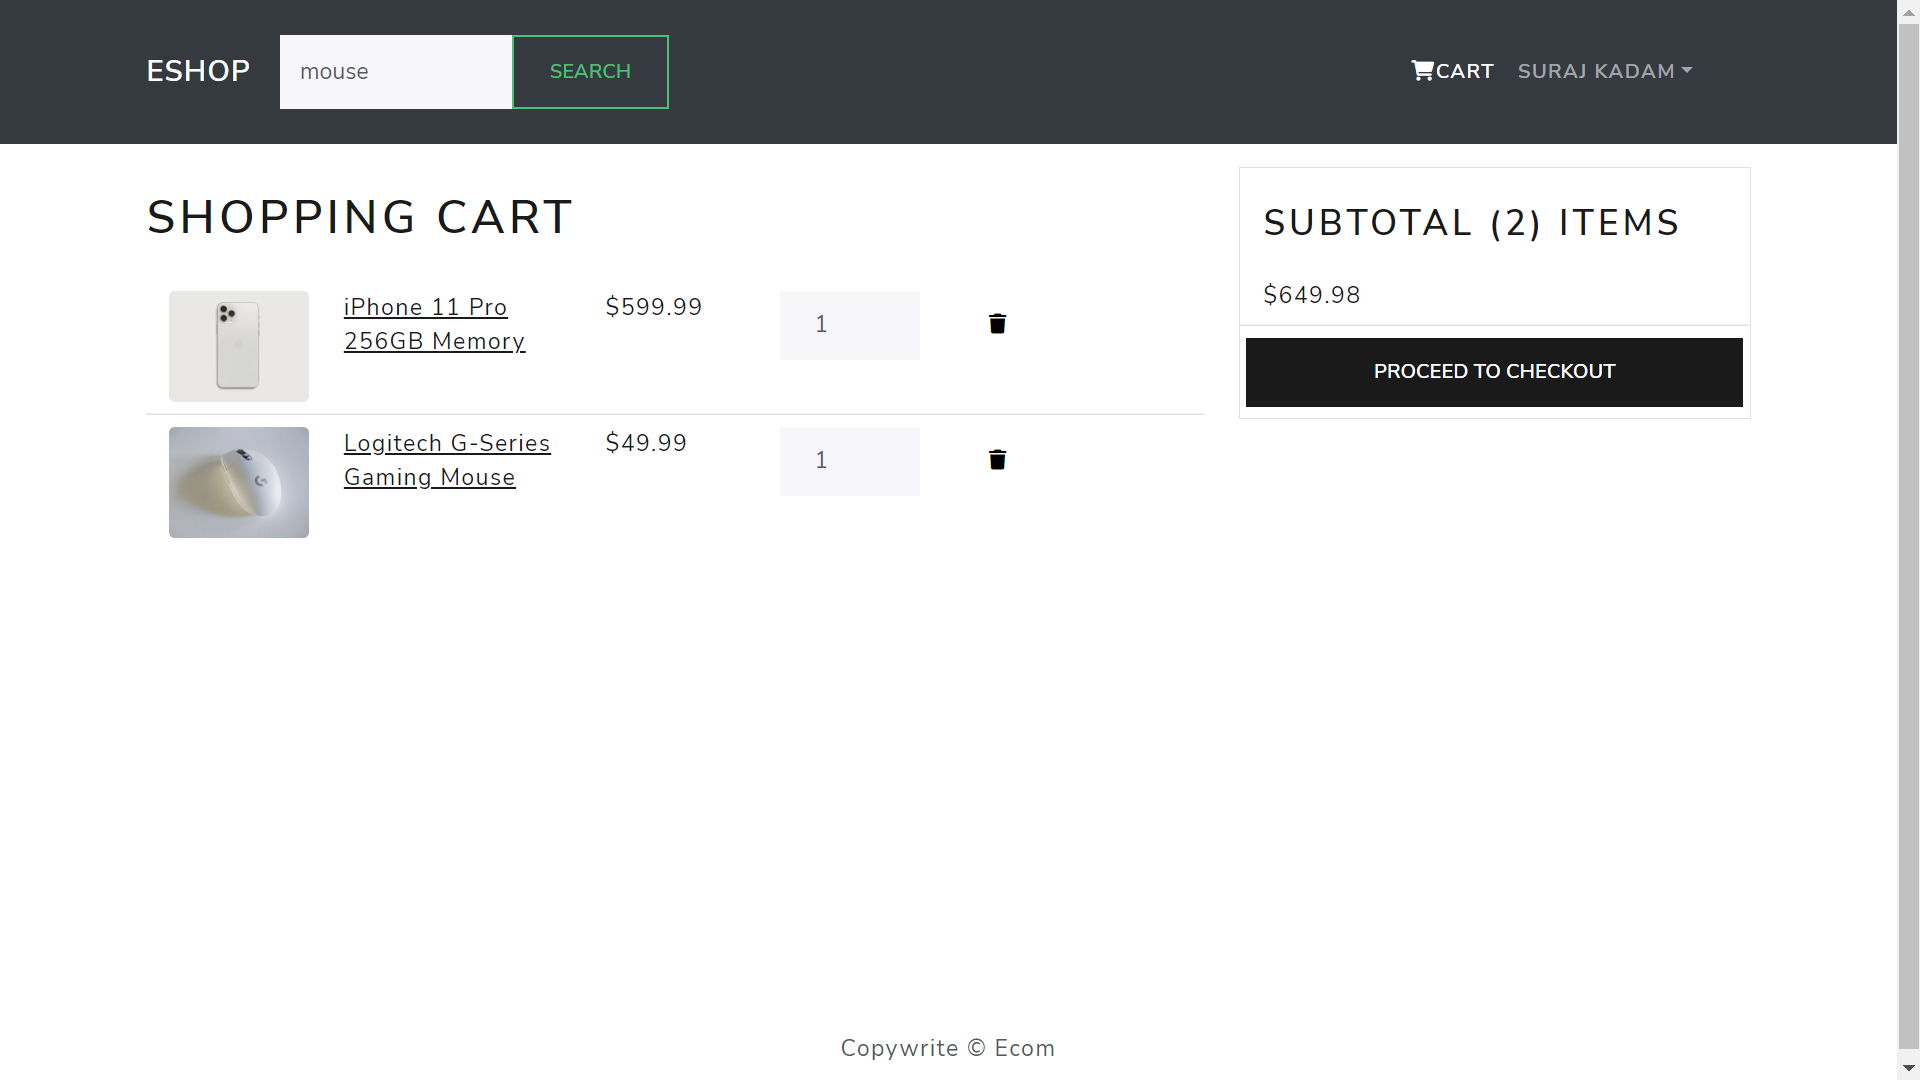 ESHOP
mouse
SEARCH
CART
SURAJ KADAM
SHOPPING CART
iPhone 11 Pro
256GB Memory
$599.99
1
Logitech G-Series
Gaming Mouse
$49.99
1
SUBTOTAL (2) ITEMS
$649.98
PROCEED TO CHECKOUT
Copywrite © Ecom